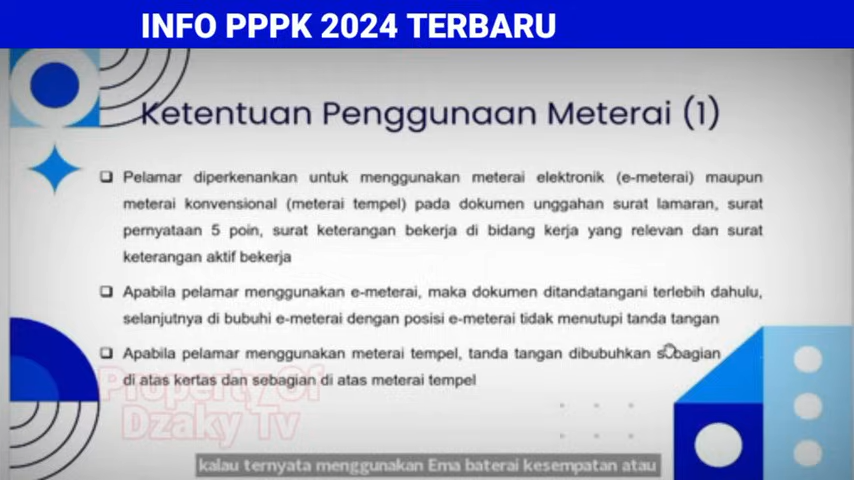 INFO PPPK 2024 TERBARU
Ketentuan Penggunaan Meterai (1)
❑ Pelamar diperkenankan untuk menggunakan meterai elektronik (e-meterai) maupun
meterai konvensional (meterai tempel) pada dokumen unggahan surat lamaran, surat
pernyataan 5 poin, surat keterangan bekerja di bidang kerja yang relevan dan surat
keterangan aktif bekerja
❑ Apabila pelamar menggunakan e-meterai, maka dokumen ditandatangani terlebih dahulu,
selanjutnya di bubuhi e-meterai dengan posisi e-meterai tidak menutupi tanda tangan
❑ Apabila pelamar menggunakan meterai tempel, tanda tangan dibubuhkan sebagian
di atas kertas dan sebagian di atas meterai tempel
Property Of
Dzaky Tv
kalau ternyata menggunakan Ema baterai kesempatan atau